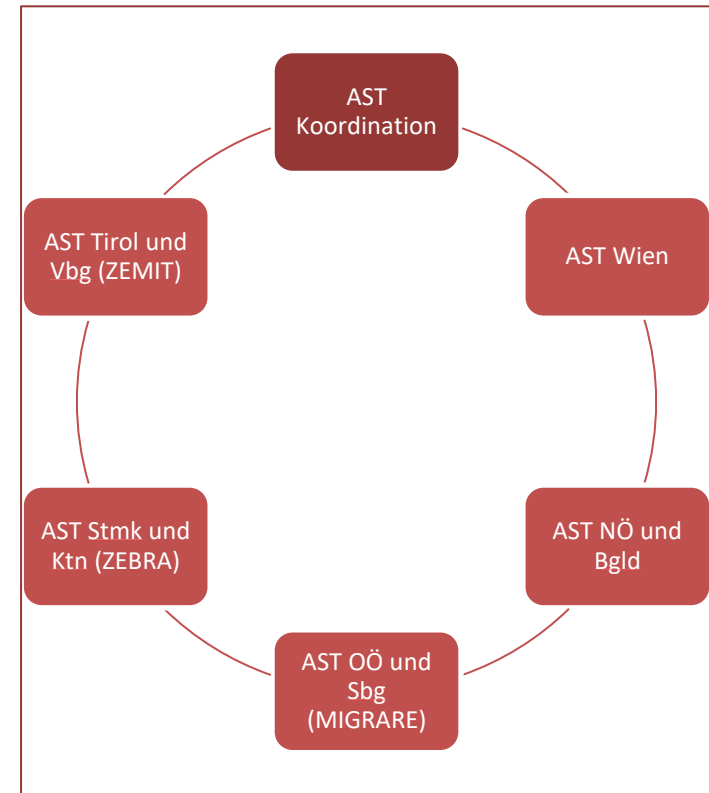 AST
Koordination
AST Wien
AST NÖ und
Bgld
AST OÖ und
Sbg
(MIGRARE)
AST Stmk und
Ktn (ZEBRA)
AST Tirol und
Vbg (ZEMIT)